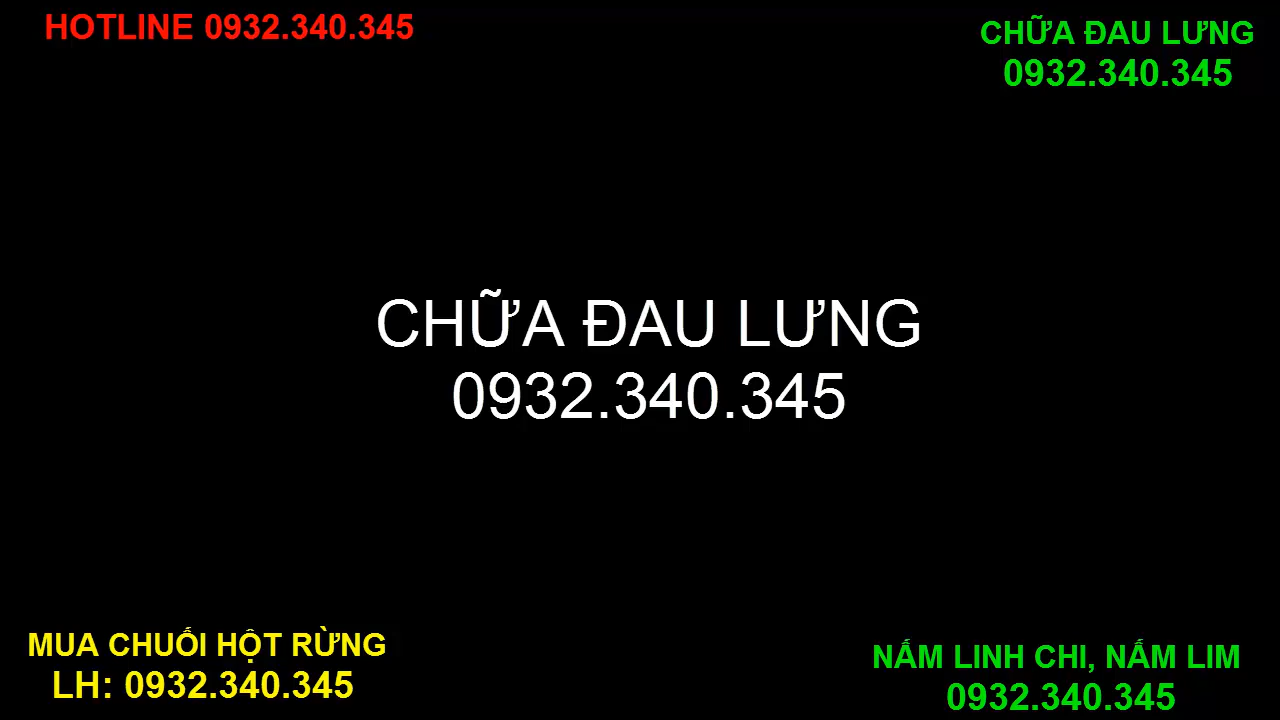 HOTLINE 0932.340.345
CHỮA ĐAU LƯNG
0932.340.345
CHỮA ĐAU LƯNG
0932.340.345
MUA CHUỐI HỘT RỪNG
LH: 0932.340.345
NẤM LINH CHI, NẤM LIM
0932.340.345